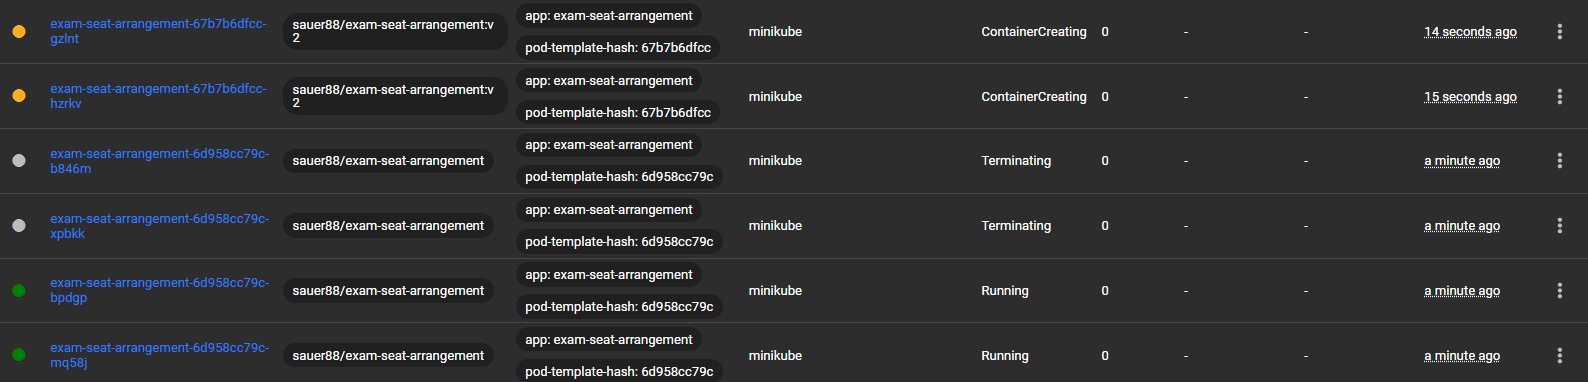 exam-seat-arrangement-67b7b6dfcc-
gzlnt
sauer88/exam-seat-arrangement:v
2
app: exam-seat-arrangement
pod-template-hash: 67b7b6dfcc
minikube
ContainerCreating
0
-
-
14 seconds ago
exam-seat-arrangement-67b7b6dfcc-
hzrkv
sauer88/exam-seat-arrangement:v
2
app: exam-seat-arrangement
pod-template-hash: 67b7b6dfcc
minikube
ContainerCreating
0
-
-
15 seconds ago
exam-seat-arrangement-6d958cc79c-
b846m
sauer88/exam-seat-arrangement
app: exam-seat-arrangement
pod-template-hash: 6d958cc79c
minikube
Terminating
0
-
-
a minute ago
exam-seat-arrangement-6d958cc79c-
xpbkk
sauer88/exam-seat-arrangement
app: exam-seat-arrangement
pod-template-hash: 6d958cc79c
minikube
Terminating
0
-
-
a minute ago
exam-seat-arrangement-6d958cc79c-
bpdgp
sauer88/exam-seat-arrangement
app: exam-seat-arrangement
pod-template-hash: 6d958cc79c
minikube
Running
0
-
-
a minute ago
exam-seat-arrangement-6d958cc79c-
mq58j
sauer88/exam-seat-arrangement
app: exam-seat-arrangement
pod-template-hash: 6d958cc79c
minikube
Running
0
-
-
a minute ago